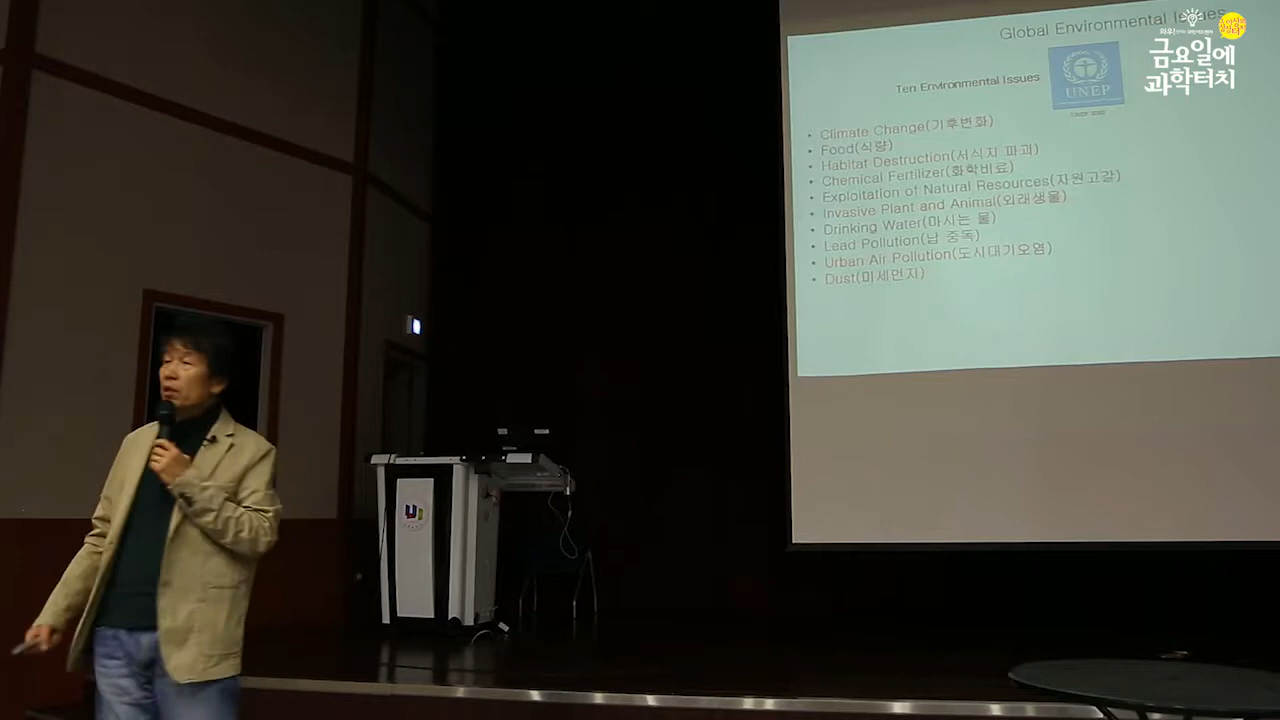 Global Environmental Issues
금요일에
과학터치
Ten Environmental Issues
UNEP
• Climate Change(기후변화)
• Food(식량)
• Habitat Destruction(서식지 파괴)
• Chemical Fertilizer(화학비료)
• Exploitation of Natural Resources(자원고갈)
• Invasive Plant and Animal(외래생물)
• Drinking Water(마시는 물)
• Lead Pollution(납 중독)
• Urban Air Pollution(도시대기오염)
• Dust(미세먼지)